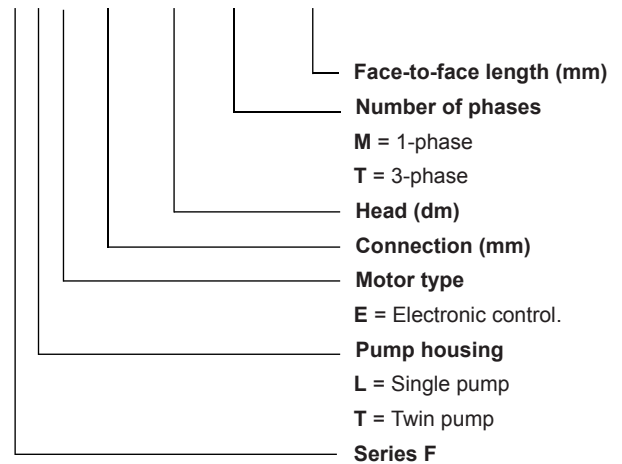 Face-to-face length (mm)
Number of phases
M = 1-phase
T = 3-phase
Head (dm)
Connection (mm)
Motor type
E = Electronic control.
Pump housing
L = Single pump
T = Twin pump
Series F